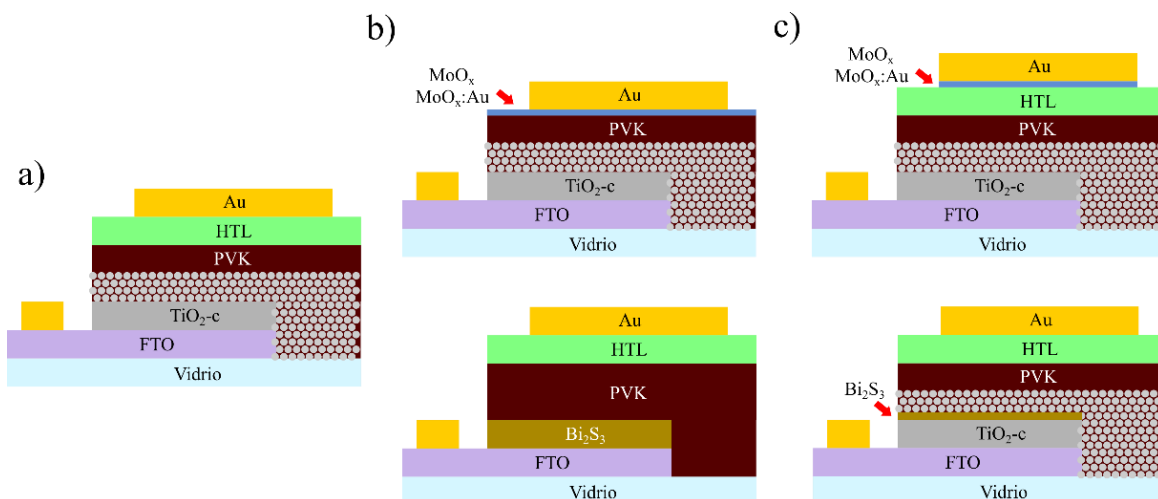 a)
Au
HTL
PVK
TiO₂-c
FTO
Vidrio
b)
MoOₓ
MoOₓ:Au
Au
PVK
TiO₂-c
FTO
Vidrio
Au
HTL
PVK
Bi₂S₃
FTO
Vidrio
c)
MoOₓ
MoOₓ:Au
Au
HTL
PVK
TiO₂-c
FTO
Vidrio
Au
HTL
PVK
Bi₂S₃
TiO₂-c
FTO
Vidrio